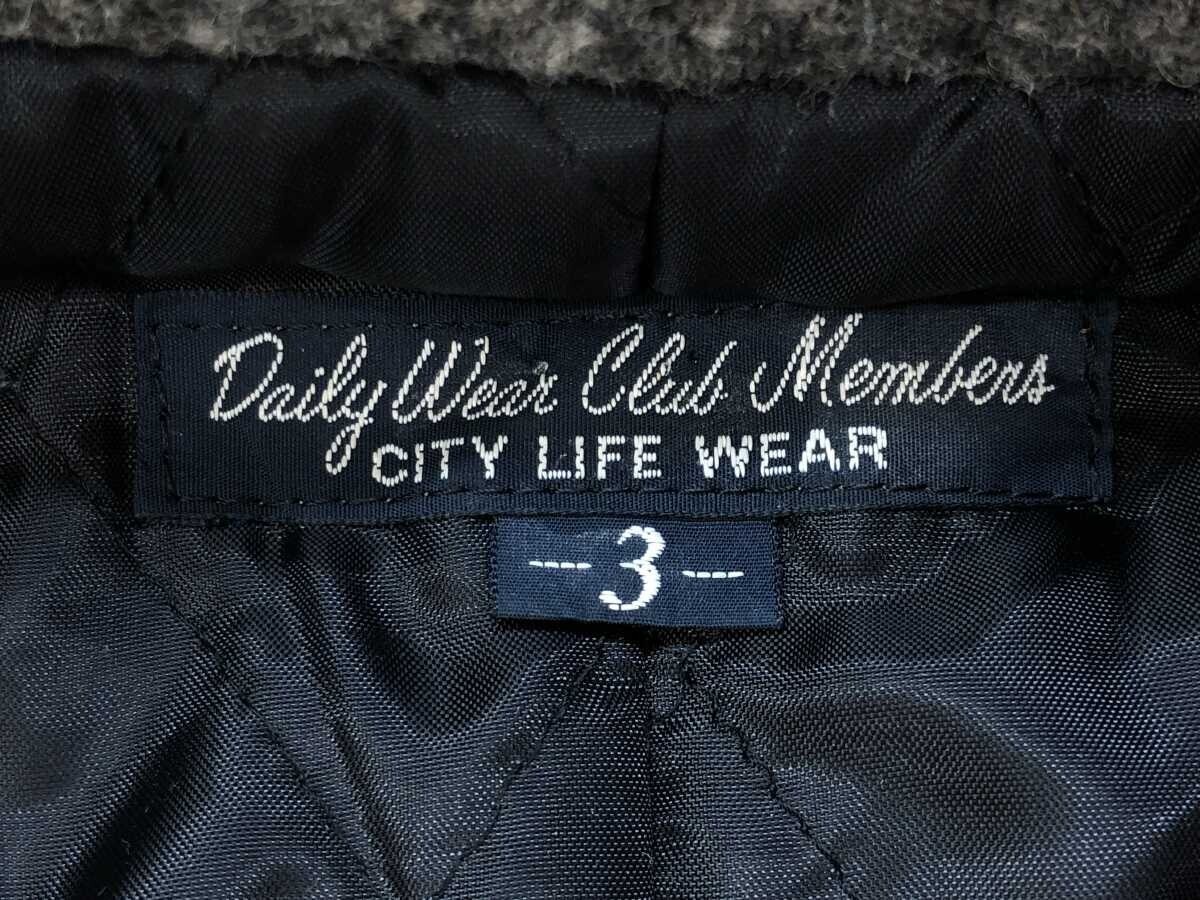 Daily Wear Club Members
CITY LIFE WEAR
-- 3 --